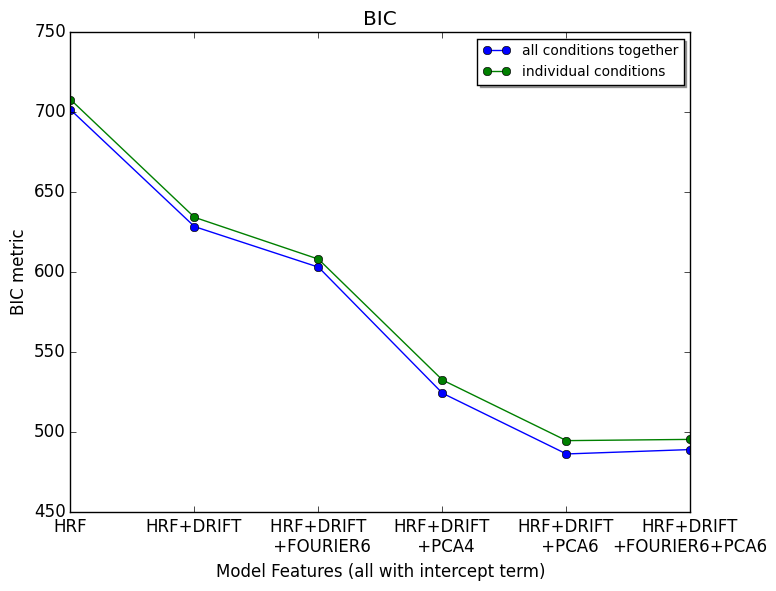 BIC
750
700
650
600
550
500
450
BIC metric
all conditions together
individual conditions
HRF
HRF+DRIFT
HRF+DRIFT
+FOURIER6
HRF+DRIFT
+PCA4
HRF+DRIFT
+PCA6
HRF+DRIFT
+FOURIER6+PCA6
Model Features (all with intercept term)